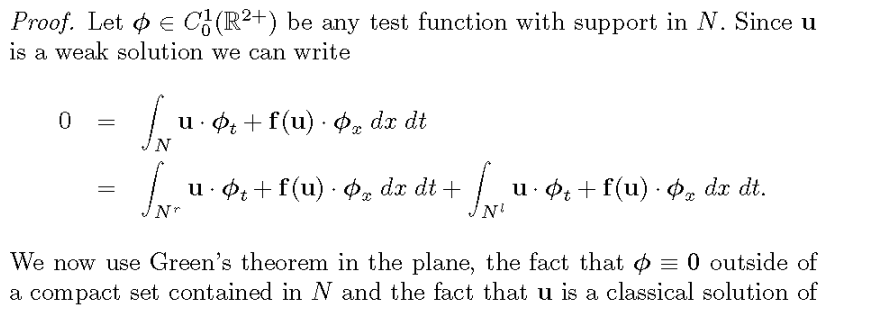 Proof. Let ϕ ∈ C₀¹(ℝ²⁺) be any test function with support in N. Since u
is a weak solution we can write
0 = ∫_N u · ϕ_t + f(u) · ϕ_x dx dt
= ∫_{N^r} u · ϕ_t + f(u) · ϕ_x dx dt + ∫_{N^l} u · ϕ_t + f(u) · ϕ_x dx dt.
We now use Green's theorem in the plane, the fact that ϕ ≡ 0 outside of
a compact set contained in N and the fact that u is a classical solution of